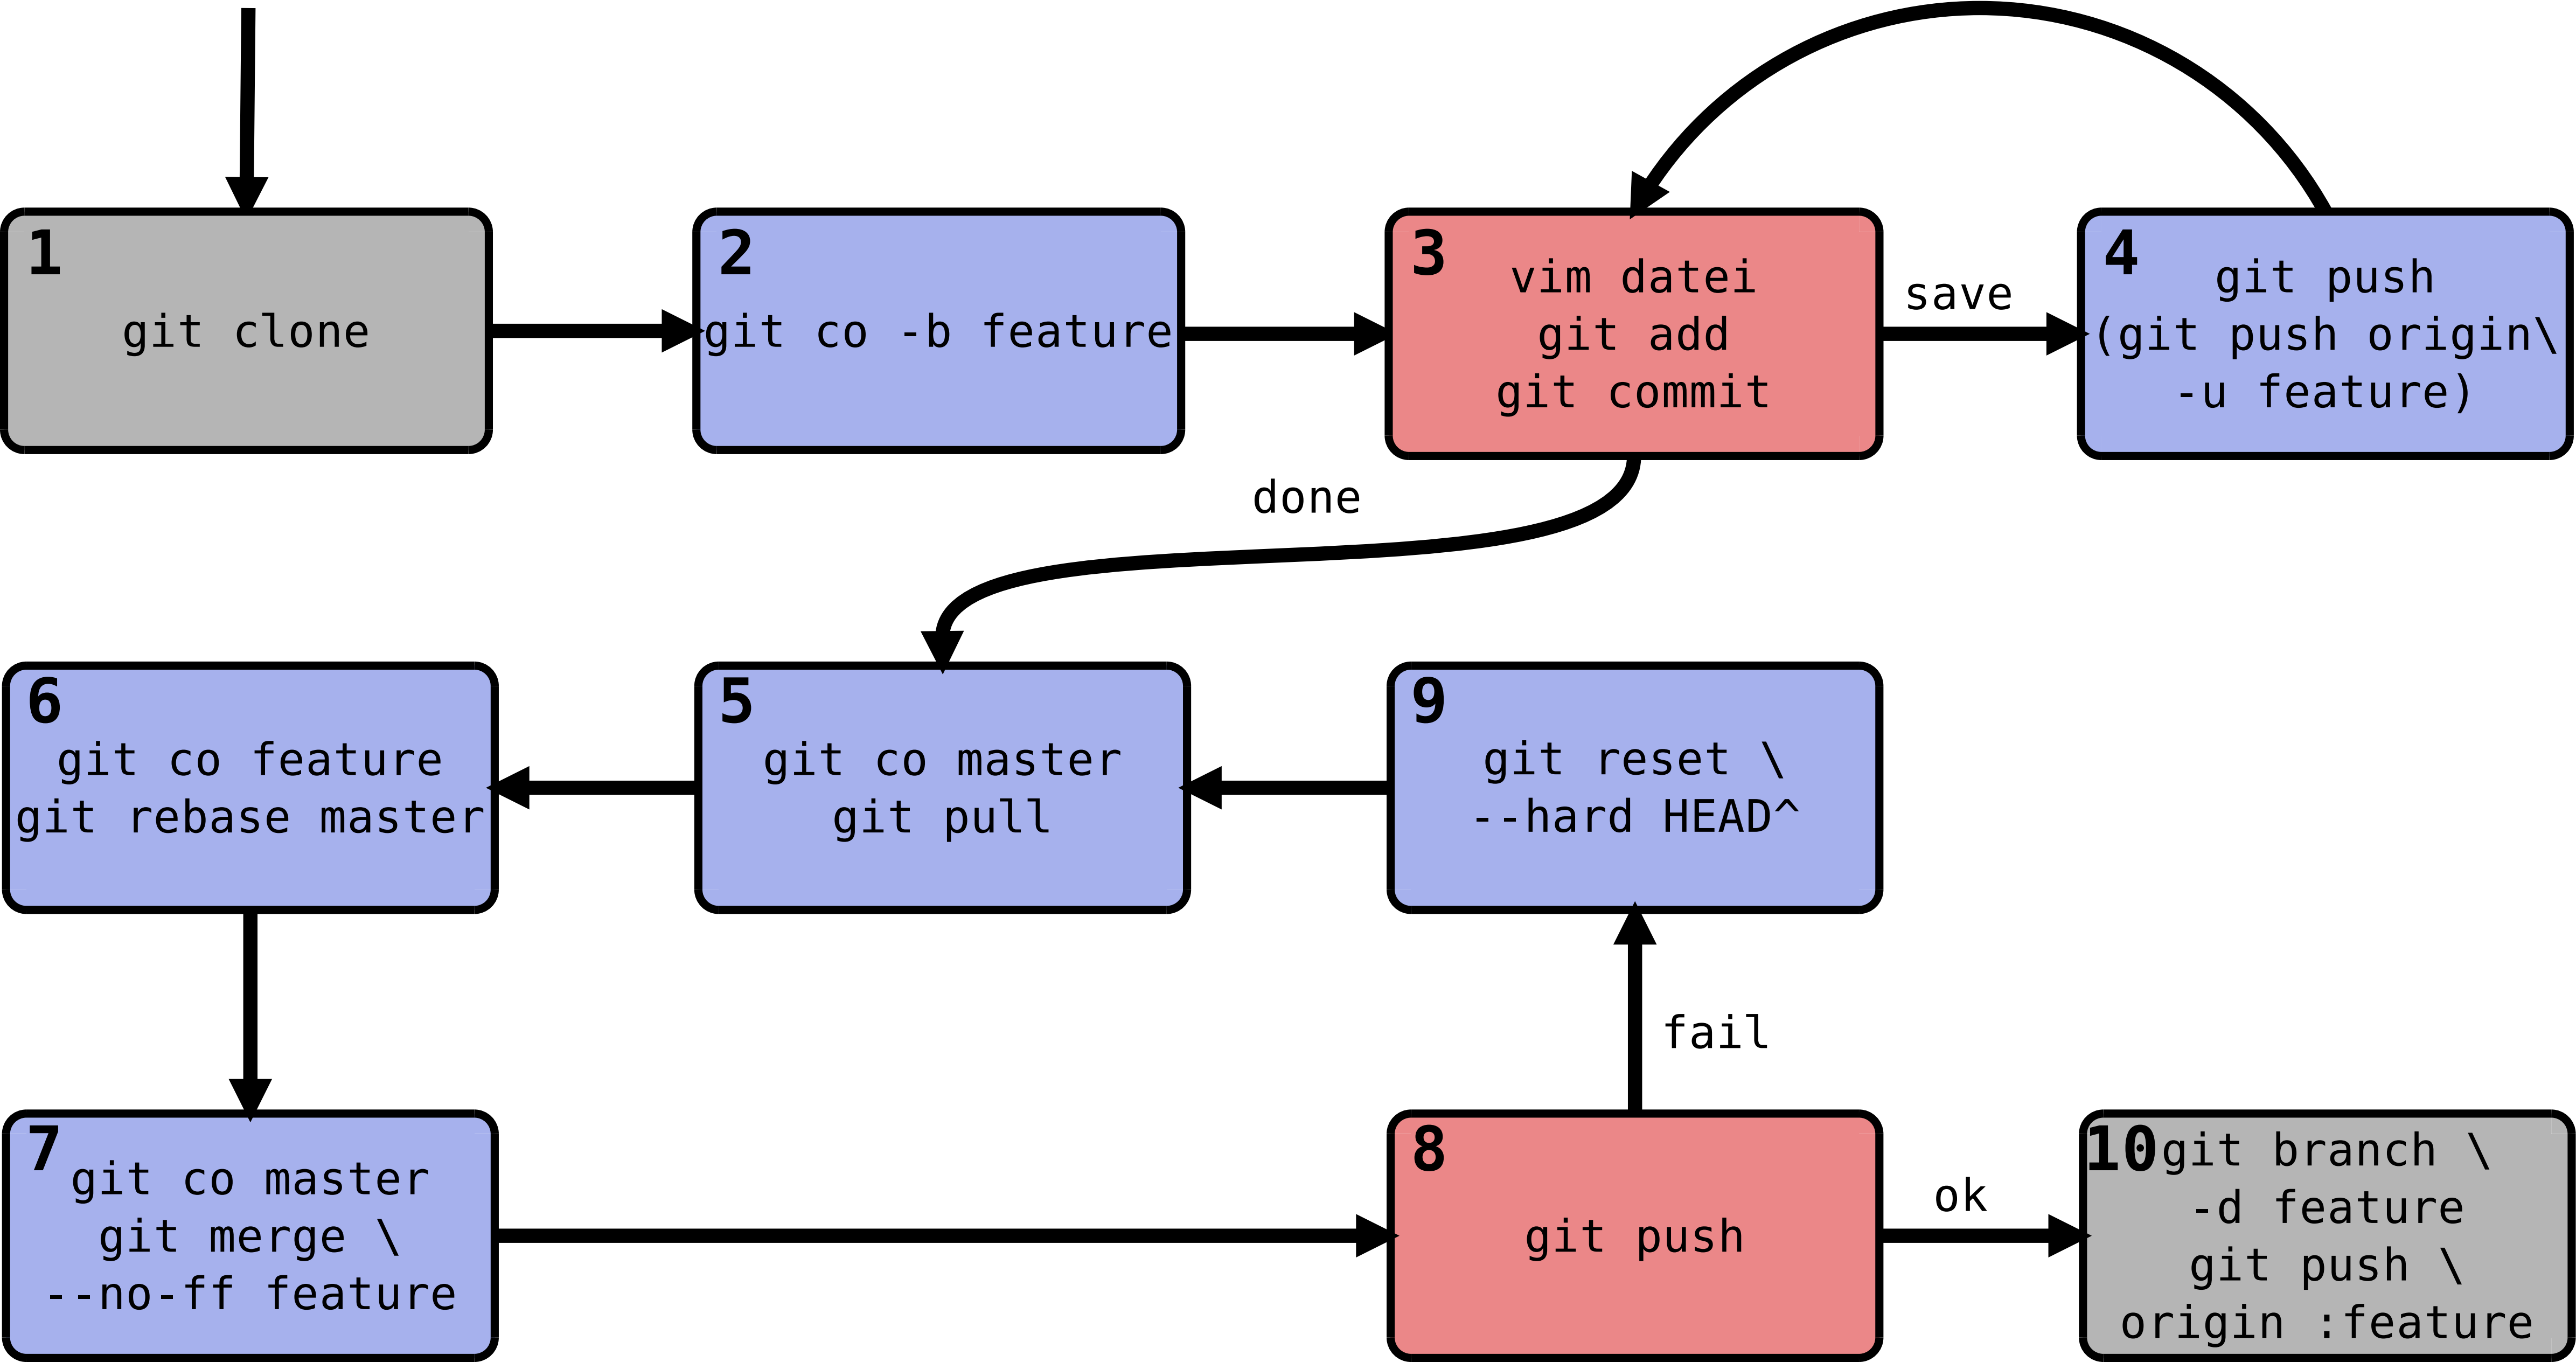 1
git clone
2
git co -b feature
3
vim datei
git add
git commit
save
4
git push
(git push origin\
-u feature)
done
5
git co master
git pull
6
git co feature
git rebase master
7
git co master
git merge \
--no-ff feature
8
git push
fail
9
git reset \
--hard HEAD^
ok
10
git branch \
-d feature
git push \
origin :feature